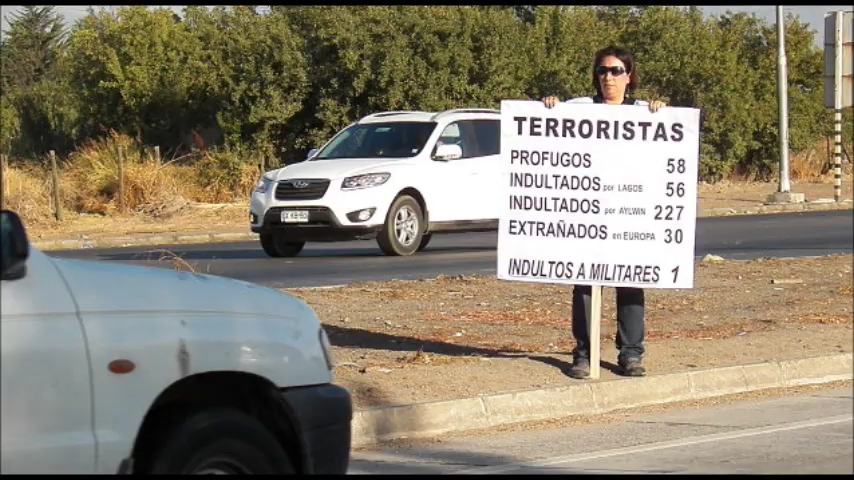 TERRORISTAS
PROFUGOS 58
INDULTADOS por LAGOS 56
INDULTADOS por AYLWIN 227
EXTRAÑADOS en EUROPA 30
INDULTOS A MILITARES 1